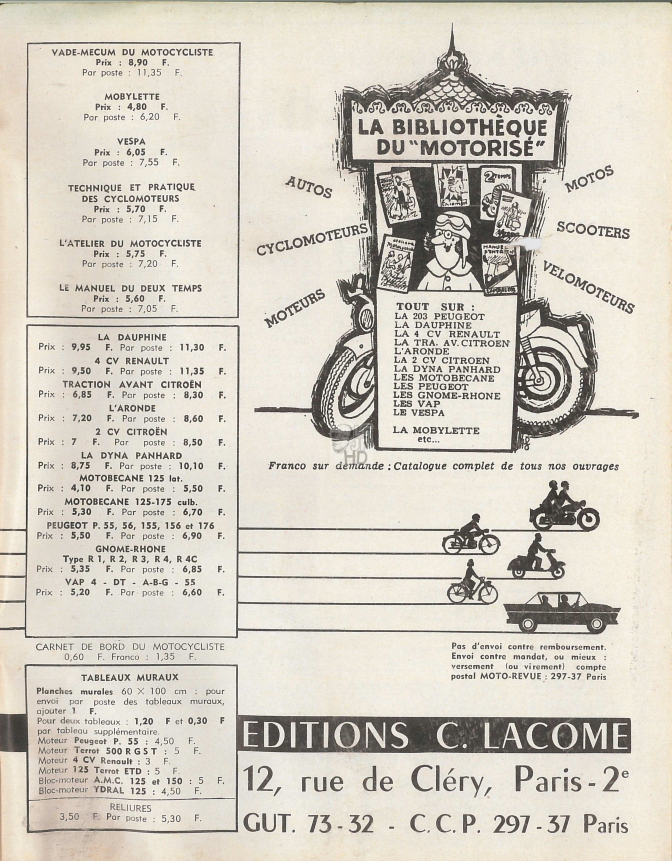 VADE-MECUM DU MOTOCYCLISTE
Prix : 8,90 F.
Par poste : 11,35 F.
MOBYLETTE
Prix : 4,80 F.
Par poste : 6,20 F.
VESPA
Prix : 6,05 F.
Par poste : 7,55 F.
TECHNIQUE ET PRATIQUE
DES CYCLOMOTEURS
Prix : 5,70 F.
Par poste : 7,15 F.
L'ATELIER DU MOTOCYCLISTE
Prix : 5,75 F.
Par poste : 7,20 F.
LE MANUEL DU DEUX TEMPS
Prix : 5,60 F.
Par poste : 7,05 F.
LA DAUPHINE
Prix : 9,95 F. Par poste : 11,30 F.
4 CV RENAULT
Prix : 9,50 F. Par poste : 11,35 F.
TRACTION AVANT CITROËN
Prix : 6,85 F. Par poste : 8,30 F.
L'ARONDE
Prix : 7,20 F. Par poste : 8,60 F.
2 CV CITROËN
Prix : 7 F. Par poste : 8,50 F.
LA DYNA PANHARD
Prix : 8,75 F. Par poste : 10,10 F.
MOTOBECANE 125 lat.
Prix : 4,10 F. Par poste : 5,50 F.
MOTOBECANE 125-175 culb.
Prix : 5,30 F. Par poste : 6,70 F.
PEUGEOT P. 55, 56, 155, 156 et 176
Prix : 5,50 F. Par poste : 6,90 F.
GNOME-RHONE
Type R 1, R 2, R 3, R 4, R 4C
Prix : 5,35 F. Par poste : 6,85 F.
VAP 4 - DT - A-B-G - 55
Prix : 5,20 F. Par poste : 6,60 F.
CARNET DE BORD DU MOTOCYCLISTE
0,60 F. Franco : 1,35 F.
TABLEAUX MURAUX
Planches murales 60 X 100 cm : pour
envoi par poste des tableaux muraux,
ajouter 1 F.
Pour deux tableaux : 1,20 F et 0,30 F
par tableau supplémentaire.
Moteur Peugeot P. 55 : 4,50 F.
Moteur Terrot 500 R G S T : 5 F.
Moteur 4 CV Renault : 3 F.
Moteur 125 Terrot ETD : 5 F.
Bloc-moteur A.M.C. 125 et 150 : 5 F.
Bloc-moteur YDRAL 125 : 4,50 F.
RELIURES
3,50 F. Par poste : 5,30 F.
LA BIBLIOTHÈQUE
DU "MOTORISÉ"
AUTOS
CYCLOMOTEURS
MOTEURS
MOTOS
SCOOTERS
VELOMOTEURS
2 TEMPS
TOUT SUR :
LA 203 PEUGEOT
LA DAUPHINE
LA 4 CV RENAULT
LA TRA. AV. CITROEN
L'ARONDE
LA 2 CV CITROEN
LA DYNA PANHARD
LES MOTOBECANE
LES PEUGEOT
LES GNOME-RHONE
LES VAP
LE VESPA
LA MOBYLETTE
etc...
HD
Franco sur demande : Catalogue complet de tous nos ouvrages
Pas d'envoi contre remboursement.
Envoi contre mandat, ou mieux :
versement (ou virement) compte
postal MOTO-REVUE : 297-37 Paris
EDITIONS C. LACOME
12, rue de Cléry, Paris-2e
GUT. 73-32 - C.C.P. 297-37 Paris